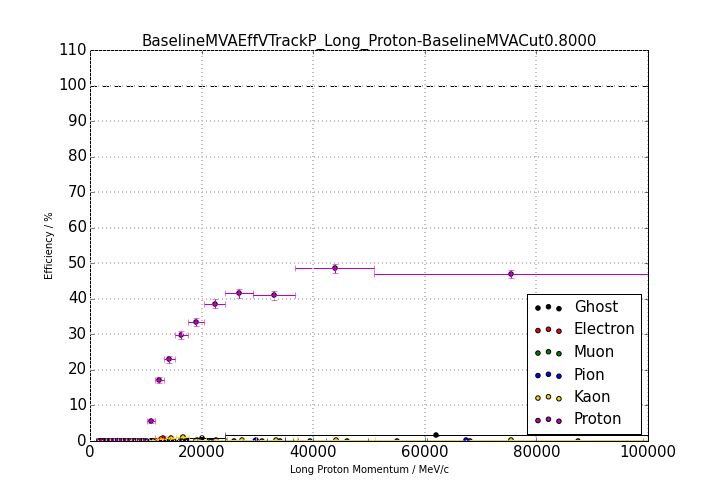 BaselineMVAEffVTrackP_Long_Proton-BaselineMVACut0.8000
110
100
90
80
70
60
50
40
30
20
10
0
Efficiency / %
Ghost
Electron
Muon
Pion
Kaon
Proton
0 20000 40000 60000 80000 100000
Long Proton Momentum / MeV/c